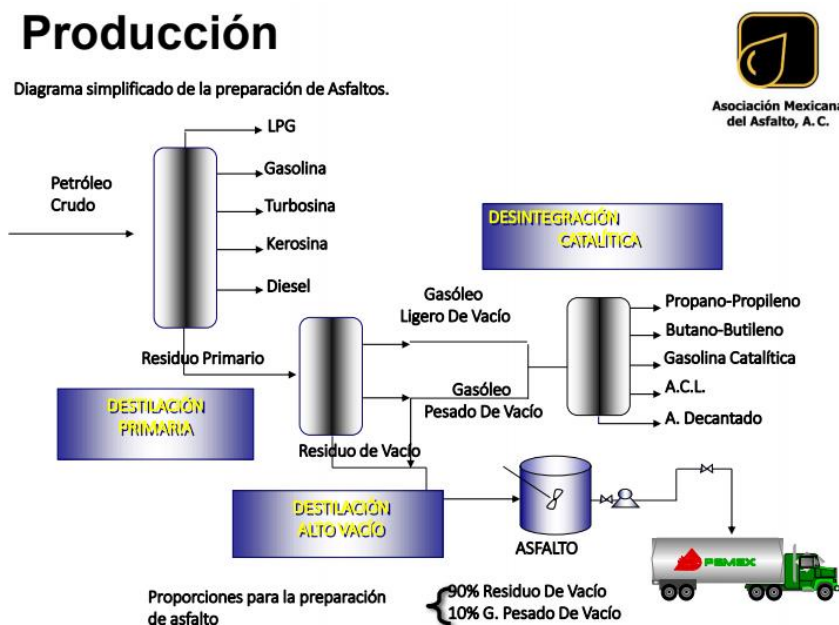 Producción
Diagrama simplificado de la preparación de Asfaltos.
Asociación Mexicana
del Asfalto, A.C.
LPG
Petróleo
Crudo
Gasolina
Turbosina
Kerosina
Diesel
DESINTEGRACIÓN
CATALÍTICA
Gasóleo
Ligero De Vacío
Propano-Propileno
Butano-Butileno
Gasolina Catalítica
A.C.L.
A. Decantado
Residuo Primario
Gasóleo
Pesado De Vacío
DESTILACIÓN
PRIMARIA
Residuo de Vacío
DESTILACIÓN
ALTO VACÍO
ASFALTO
PEMEX
Proporciones para la preparación
de asfalto
90% Residuo De Vacío
10% G. Pesado De Vacío